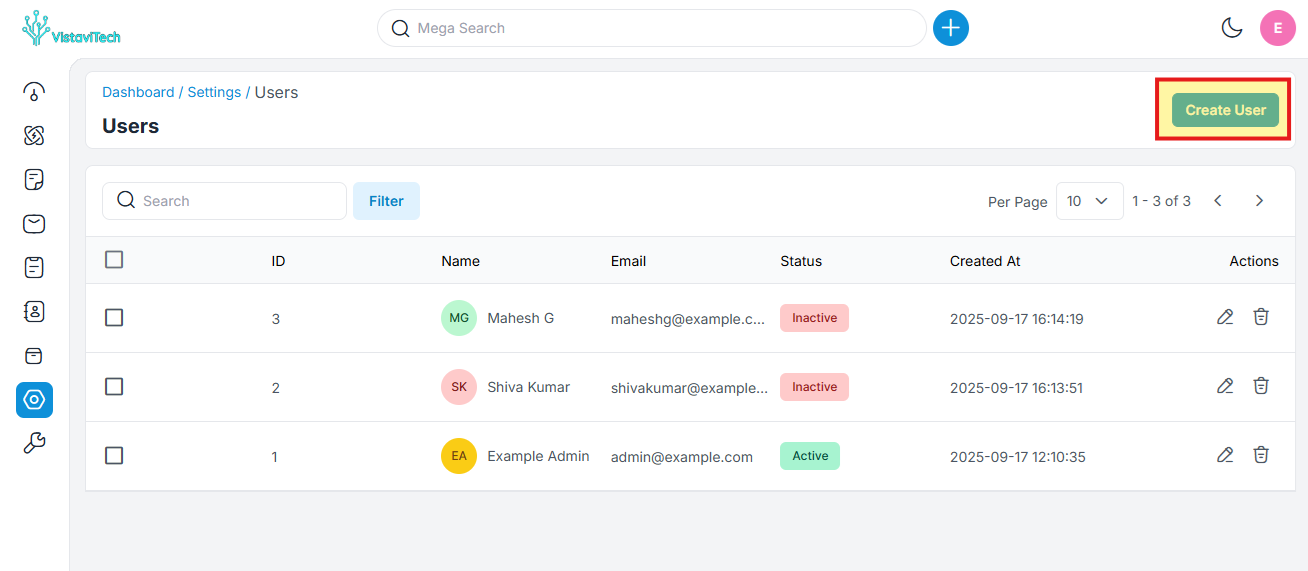 VistaviTech
Mega Search
E
Dashboard / Settings / Users
Users
Create User
Search
Filter
Per Page
10
1 - 3 of 3
ID Name Email Status Created At Actions
3 MG Mahesh G maheshg@example.c... Inactive 2025-09-17 16:14:19
2 SK Shiva Kumar shivakumar@example... Inactive 2025-09-17 16:13:51
1 EA Example Admin admin@example.com Active 2025-09-17 12:10:35